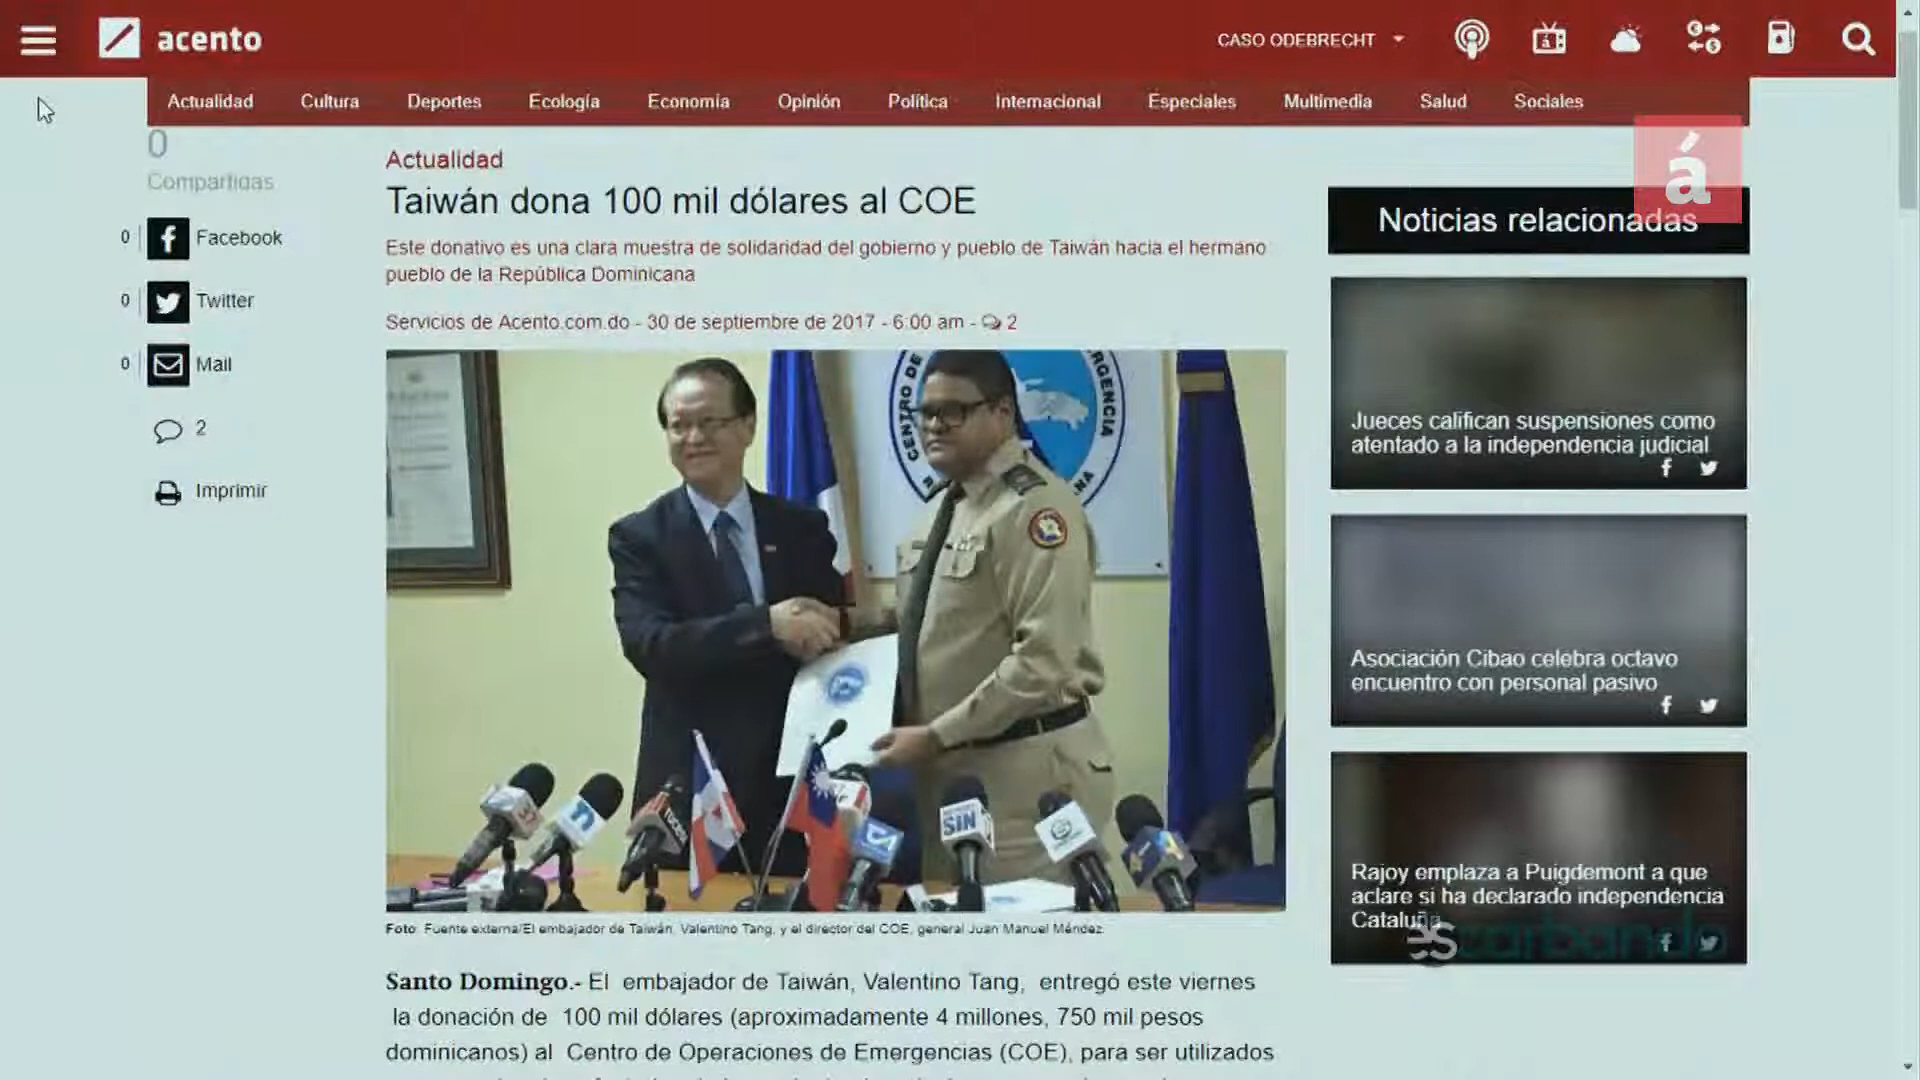 acento
CASO ODEBRECHT
Actualidad Cultura Deportes Ecología Economía Opinión Política Internacional Especiales Multimedia Salud Sociales
0
Compartidas
0 Facebook
0 Twitter
0 Mail
2
Imprimir
Actualidad
Taiwán dona 100 mil dólares al COE
Este donativo es una clara muestra de solidaridad del gobierno y pueblo de Taiwán hacia el hermano
pueblo de la República Dominicana
Servicios de Acento.com.do - 30 de septiembre de 2017 - 6:00 am - 2
CENTRO DE
SIN
Foto: Fuente externa/El embajador de Taiwán, Valentino Tang, y el director del COE, general Juan Manuel Méndez.
Santo Domingo.- El embajador de Taiwán, Valentino Tang, entregó este viernes
la donación de 100 mil dólares (aproximadamente 4 millones, 750 mil pesos
dominicanos) al Centro de Operaciones de Emergencias (COE), para ser utilizados
á
Noticias relacionadas
Jueces califican suspensiones como
atentado a la independencia judicial
Asociación Cibao celebra octavo
encuentro con personal pasivo
Rajoy emplaza a Puigdemont a que
aclare si ha declarado independencia
Cataluña
escarbando